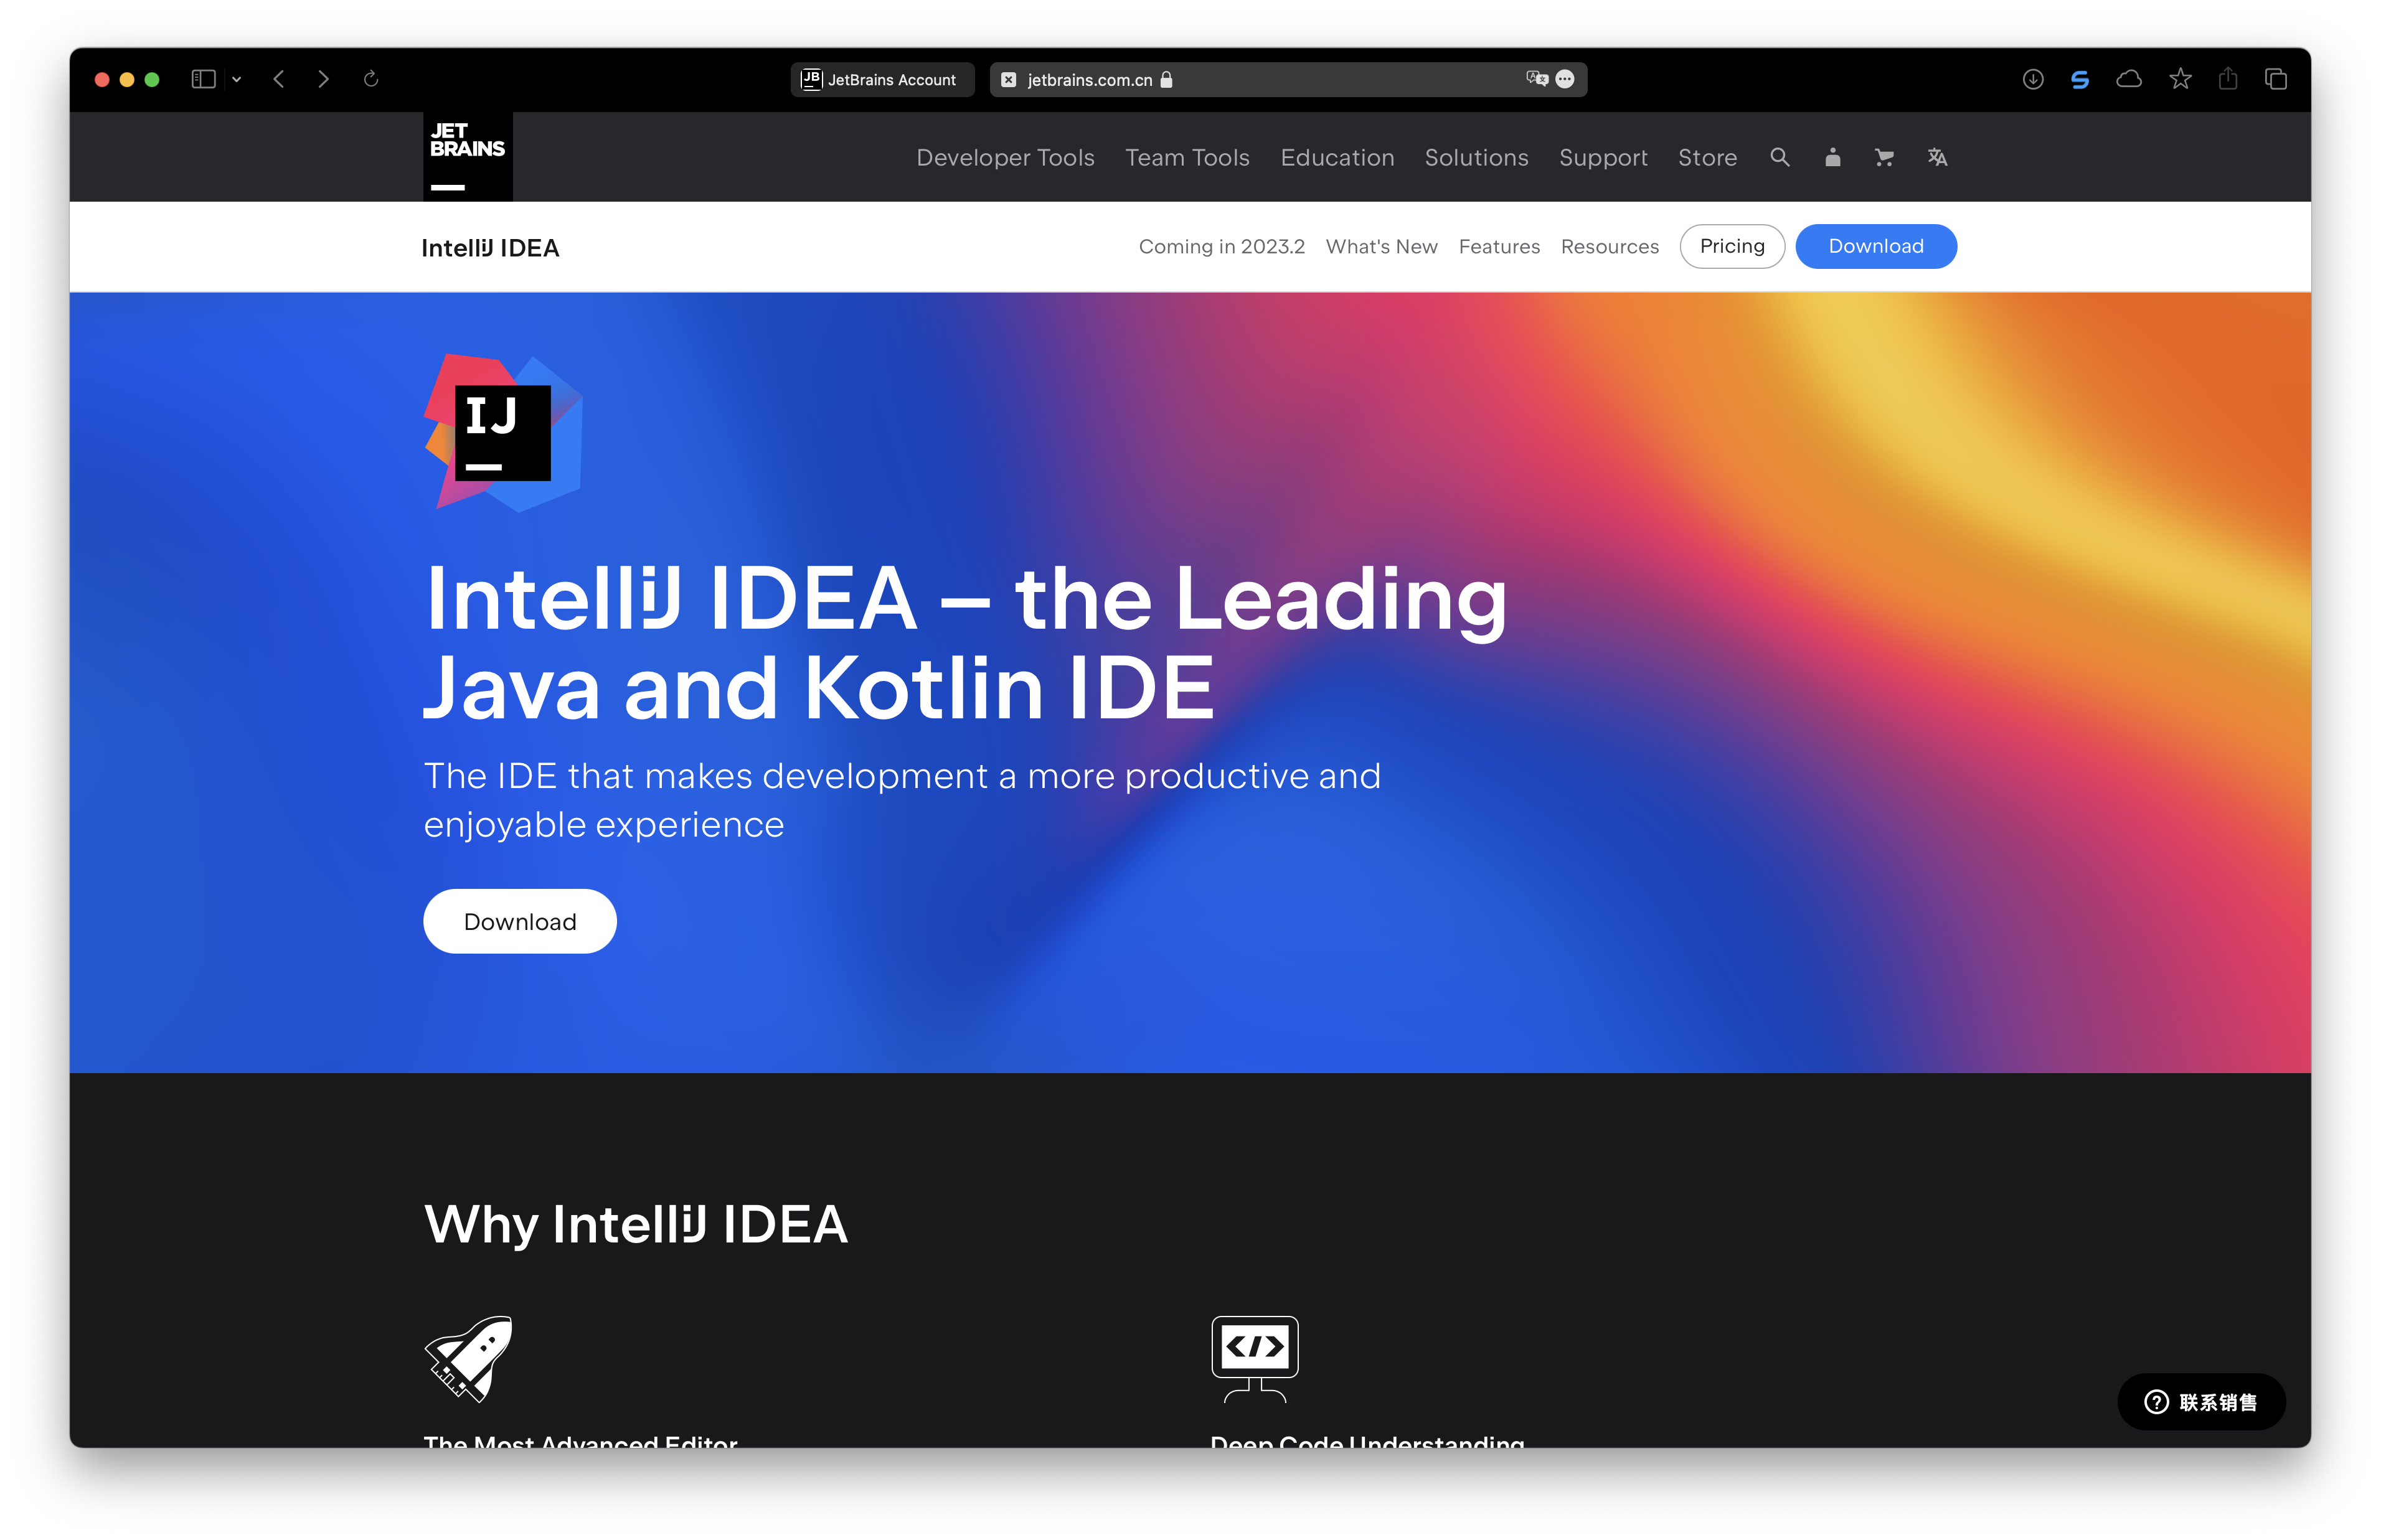 JB JetBrains Account
jetbrains.com.cn
JET
BRAINS
Developer Tools Team Tools Education Solutions Support Store
IntelliJ IDEA
Coming in 2023.2 What's New Features Resources Pricing Download
IJ
IntelliJ IDEA – the Leading
Java and Kotlin IDE
The IDE that makes development a more productive and
enjoyable experience
Download
Why IntelliJ IDEA
</>
The Most Advanced Editor
Deep Code Understanding
联系销售